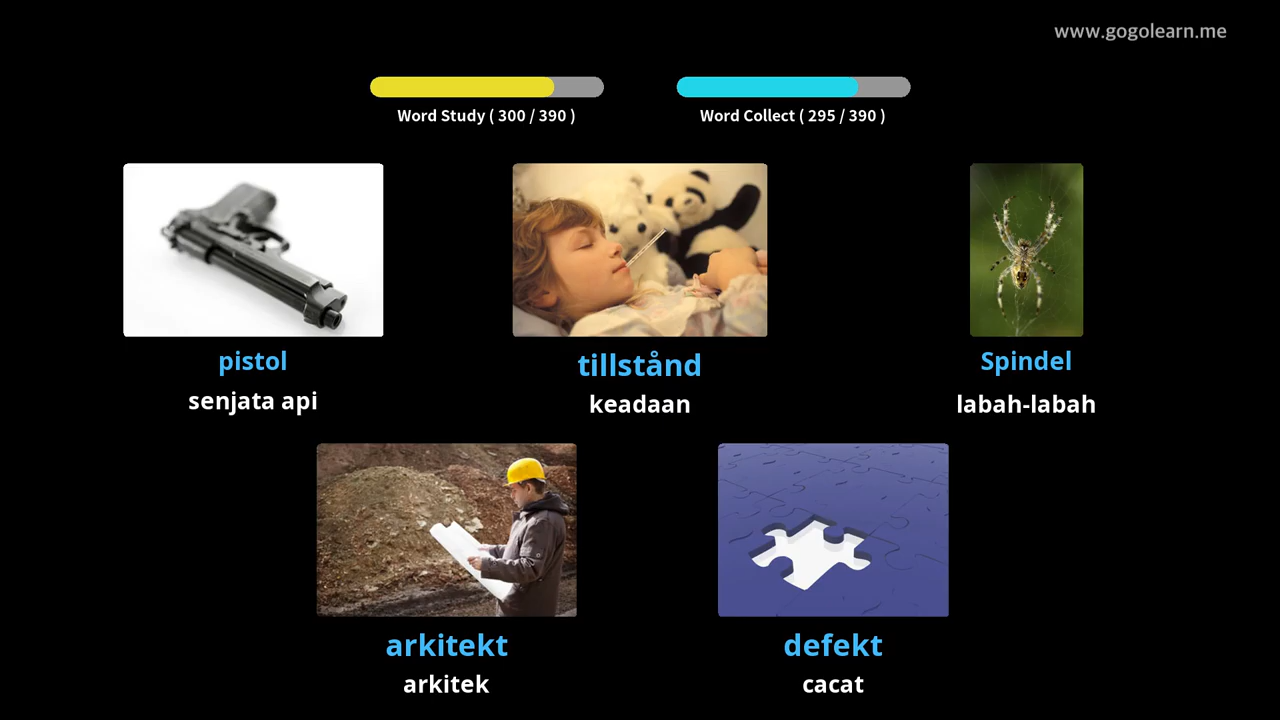 www.gogolearn.me
Word Study ( 300 / 390 )
Word Collect ( 295 / 390 )
pistol
senjata api
tillstånd
keadaan
Spindel
labah-labah
arkitekt
arkitek
defekt
cacat